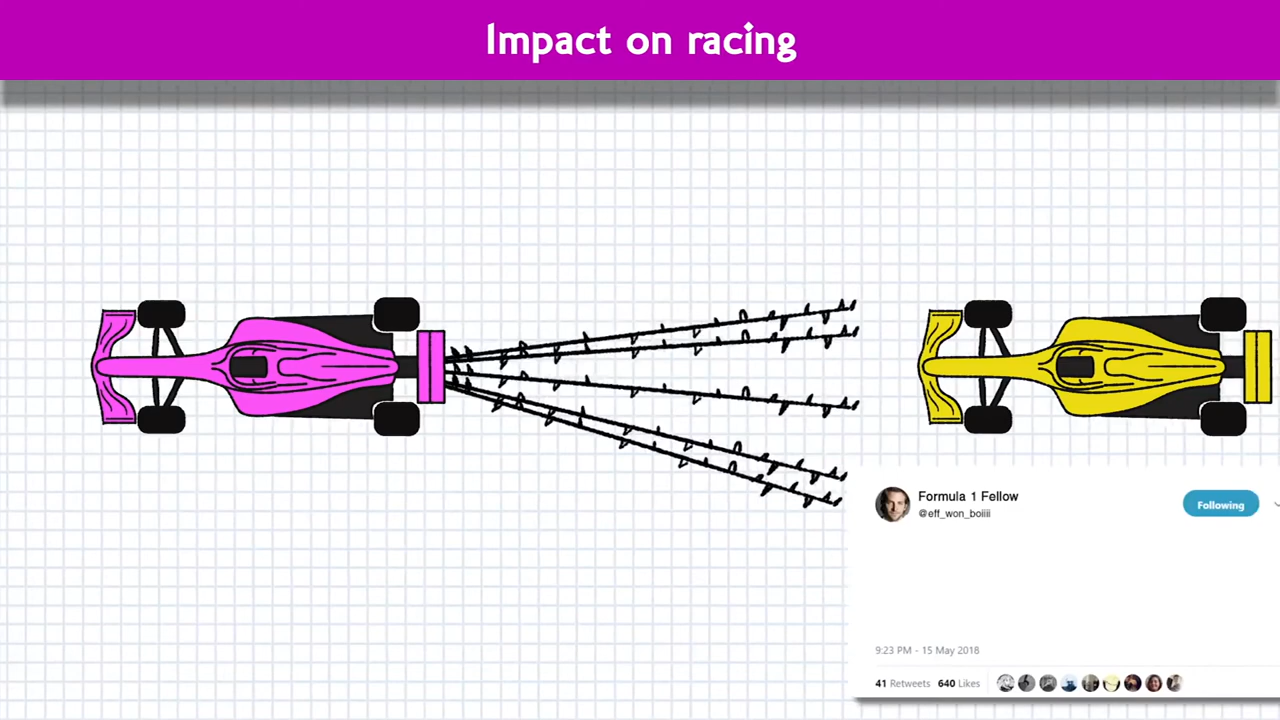 Impact on racing
Formula 1 Fellow
@eff_won_boiiii
Following
9:23 PM - 15 May 2018
41 Retweets 640 Likes